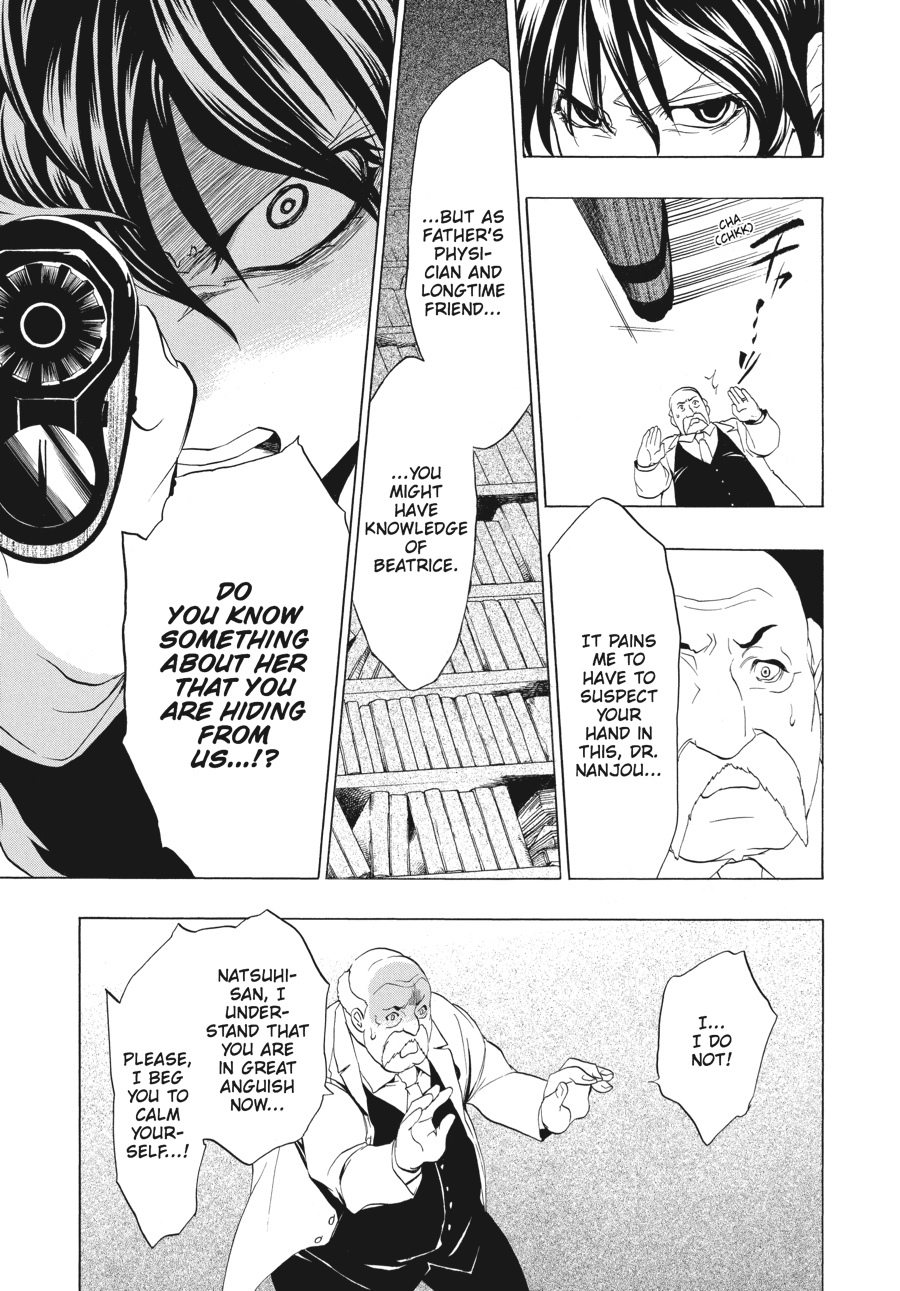 CHA
(CHKK)
チャッ
IT PAINS
ME TO
HAVE TO
SUSPECT
YOUR
HAND IN
THIS, DR.
NANJOU...
...BUT AS
FATHER'S
PHYSI-
CIAN AND
LONGTIME
FRIEND...
...YOU
MIGHT
HAVE
KNOWLEDGE
OF
BEATRICE.
DO
YOU KNOW
SOMETHING
ABOUT HER
THAT YOU
ARE HIDING
FROM
US...!?
I...
I DO
NOT!
NATSUHI-
SAN, I
UNDER-
STAND THAT
YOU ARE
IN GREAT
ANGUISH
NOW...
PLEASE,
I BEG
YOU TO
CALM
YOUR-
SELF...!